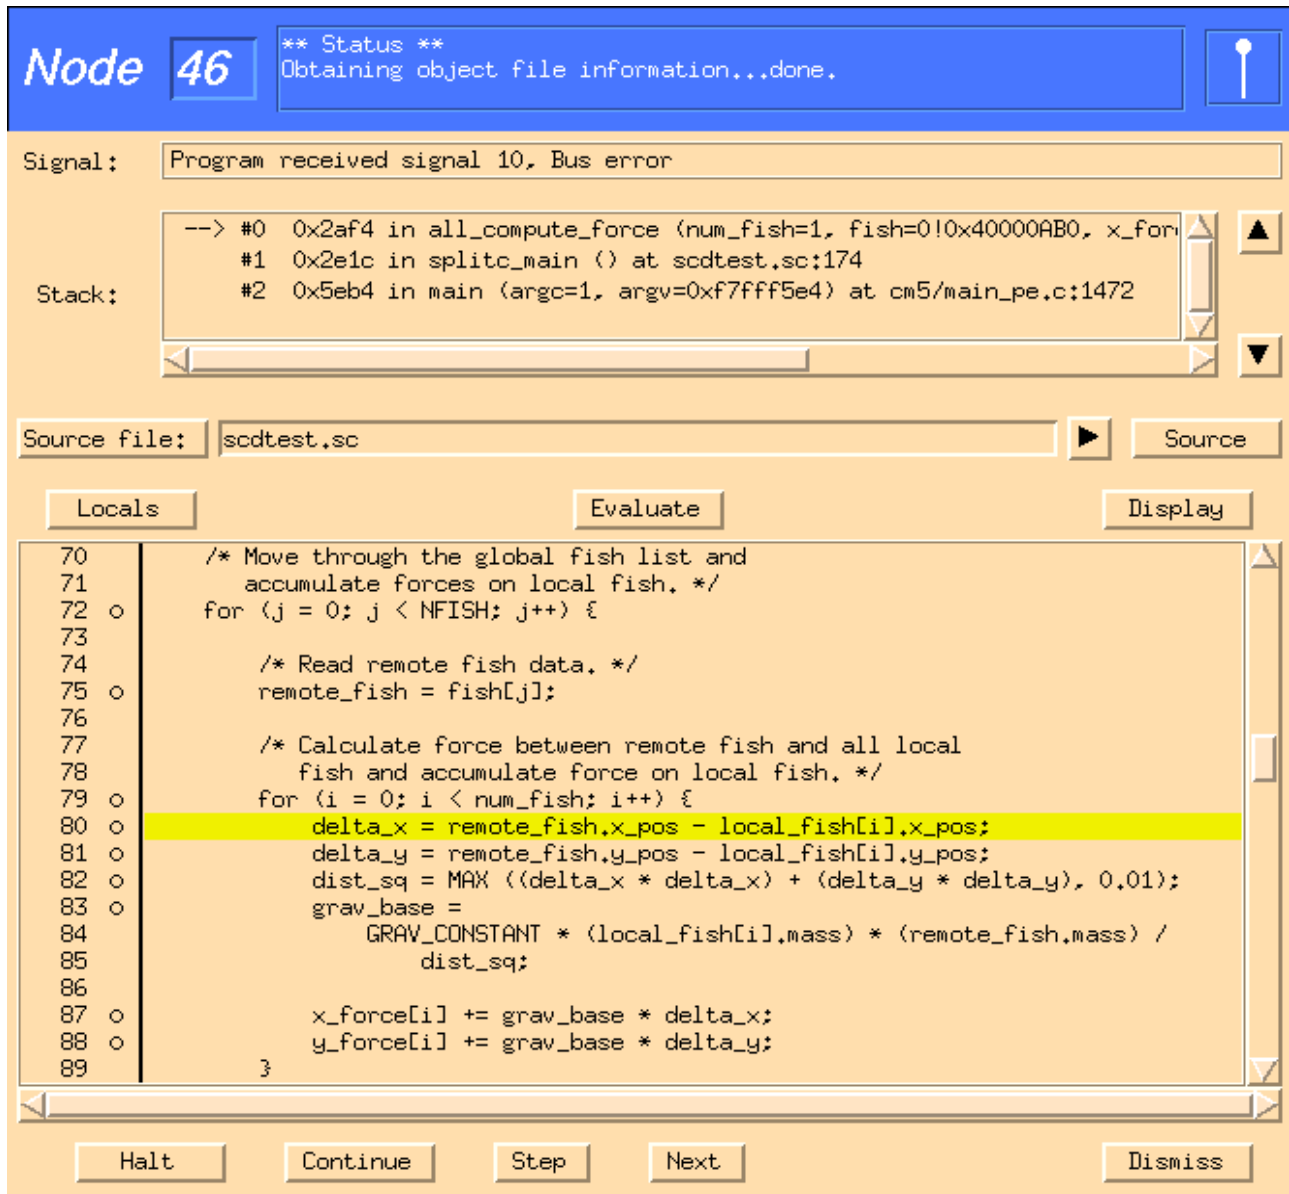 Node 46
** Status **
Obtaining object file information...done.
Signal: Program received signal 10, Bus error
Stack:
--> #0 0x2af4 in all_compute_force (num_fish=1, fish=0!0x40000AB0,
#1 0x2e1c in splitc_main () at scdtest.sc:174
#2 0x5eb4 in main (argc=1, argv=0xf7fff5e4) at cm5/main_pe.c:1472
Source file: scdtest.sc Source
Locals Evaluate Display
70 /* Move through the global fish list and
71 accumulate forces on local fish. */
72 o for (j = 0; j < NFISH; j++) {
73
74 /* Read remote fish data. */
75 o remote_fish = fish[j];
76
77 /* Calculate force between remote fish and all local
78 fish and accumulate force on local fish. */
79 o for (i = 0; i < num_fish; i++) {
80 o delta_x = remote_fish.x_pos - local_fish[i].x_pos;
81 o delta_y = remote_fish.y_pos - local_fish[i].y_pos;
82 o dist_sq = MAX ((delta_x * delta_x) + (delta_y * delta_y), 0.01);
83 o grav_base =
84 GRAV_CONSTANT * (local_fish[i].mass) * (remote_fish.mass) /
85 dist_sq;
86
87 o x_force[i] += grav_base * delta_x;
88 o y_force[i] += grav_base * delta_y;
89 }
Halt Continue Step Next Dismiss